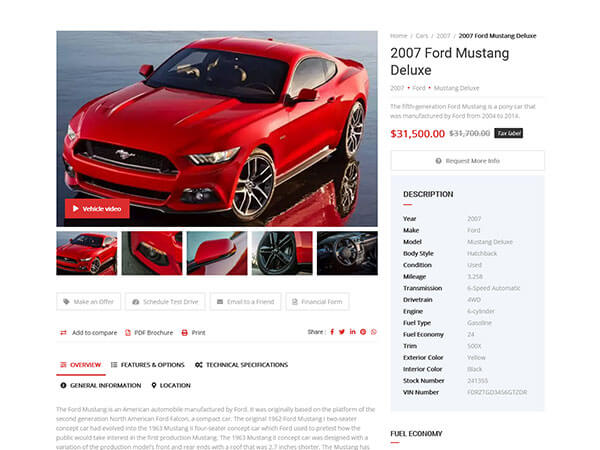 Home / Cars / 2007 / 2007 Ford Mustang Deluxe
2007 Ford Mustang
Deluxe
2007 • Ford • Mustang Deluxe
The fifth-generation Ford Mustang is a pony car that
was manufactured by Ford from 2004 to 2014.
$31,500.00 $31,700.00 Tax label
Request More Info
Vehicle video
DESCRIPTION
Year 2007
Make Ford
Model Mustang Deluxe
Body Style Hatchback
Condition Used
Mileage 3,258
Transmission 6-Speed Automatic
Drivetrain 4WD
Engine 6-cylinder
Fuel Type Gasoline
Fuel Economy 24
Trim 500X
Exterior Color Yellow
Interior Color Black
Stock Number 241355
VIN Number FDRZTGD3456GTZDR
FUEL ECONOMY
Make an Offer
Schedule Test Drive
Email to a Friend
Financial Form
Add to compare
PDF Brochure
Print
Share :
OVERVIEW
FEATURES & OPTIONS
TECHNICAL SPECIFICATIONS
GENERAL INFORMATION
LOCATION
The Ford Mustang is an American automobile manufactured by Ford. It was originally based on the platform of the
second generation North American Ford Falcon, a compact car. The original 1962 Ford Mustang I two-seater
concept car had evolved into the 1963 Mustang II four-seater concept car which Ford used to pretest how the
public would take interest in the first production Mustang. The 1963 Mustang II concept car was designed with a
variation of the production model's front and rear ends with a roof that was 2.7 inches shorter. The Mustang has